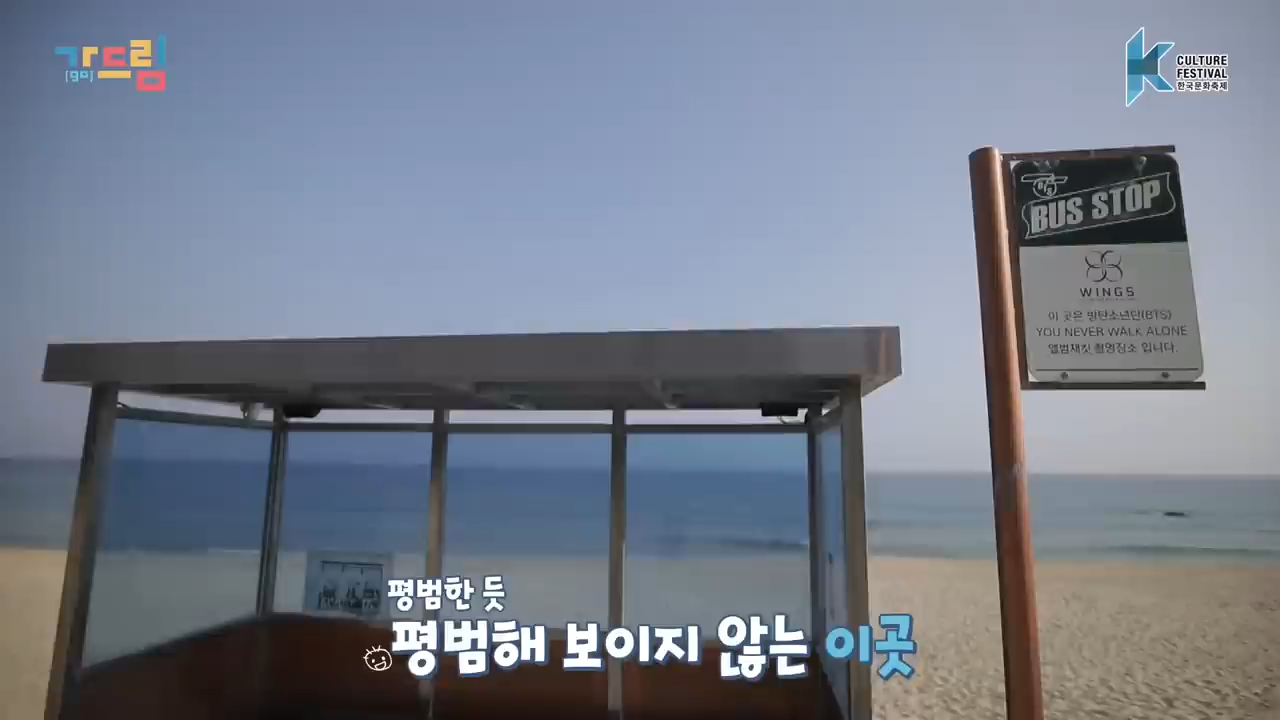 가드림
(go)
CULTURE
FESTIVAL
한국문화축제
BTS
BUS STOP
WINGS
이 곳은 방탄소년단(BTS)
YOU NEVER WALK ALONE
앨범재킷 촬영장소 입니다.
평범한 듯
평범해 보이지 않는 이곳